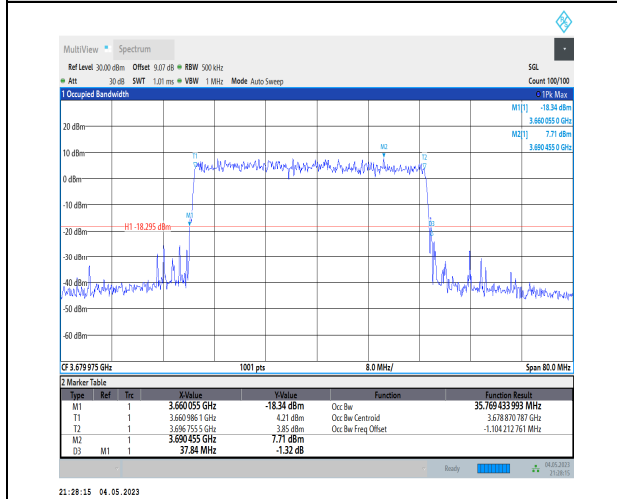 MultiView Spectrum
Ref Level 30.00 dBm Offset 9.07 dB RBW 500 kHz SGL
Att 30 dB SWT 1.01 ms VBW 1 MHz Mode Auto Sweep Count 100/100
1 Occupied Bandwidth 1Pk Max
M1[1] -18.34 dBm
3.660 055 0 GHz
20 dBm
M2[1] 7.71 dBm
3.690 455 0 GHz
M2
10 dBm T1 T2
0 dBm
-10 dBm
M1
H1 -18.295 dBm D3
-20 dBm
-30 dBm
-40 dBm
-50 dBm
-60 dBm
CF 3.679 975 GHz 1001 pts 8.0 MHz/ Span 80.0 MHz
2 Marker Table
Type Ref Trc X-Value Y-Value Function Function Result
M1 1 3.660 055 GHz -18.34 dBm Occ Bw 35.769 433 993 MHz
T1 1 3.660 986 1 GHz 4.21 dBm Occ Bw Centroid 3.678 870 787 GHz
T2 1 3.696 755 5 GHz 3.85 dBm Occ Bw Freq Offset -1.104 212 761 MHz
M2 1 3.690 455 GHz 7.71 dBm
D3 M1 1 37.84 MHz -1.32 dB
Ready 04.05.2023
21:28:15
21:28:15 04.05.2023